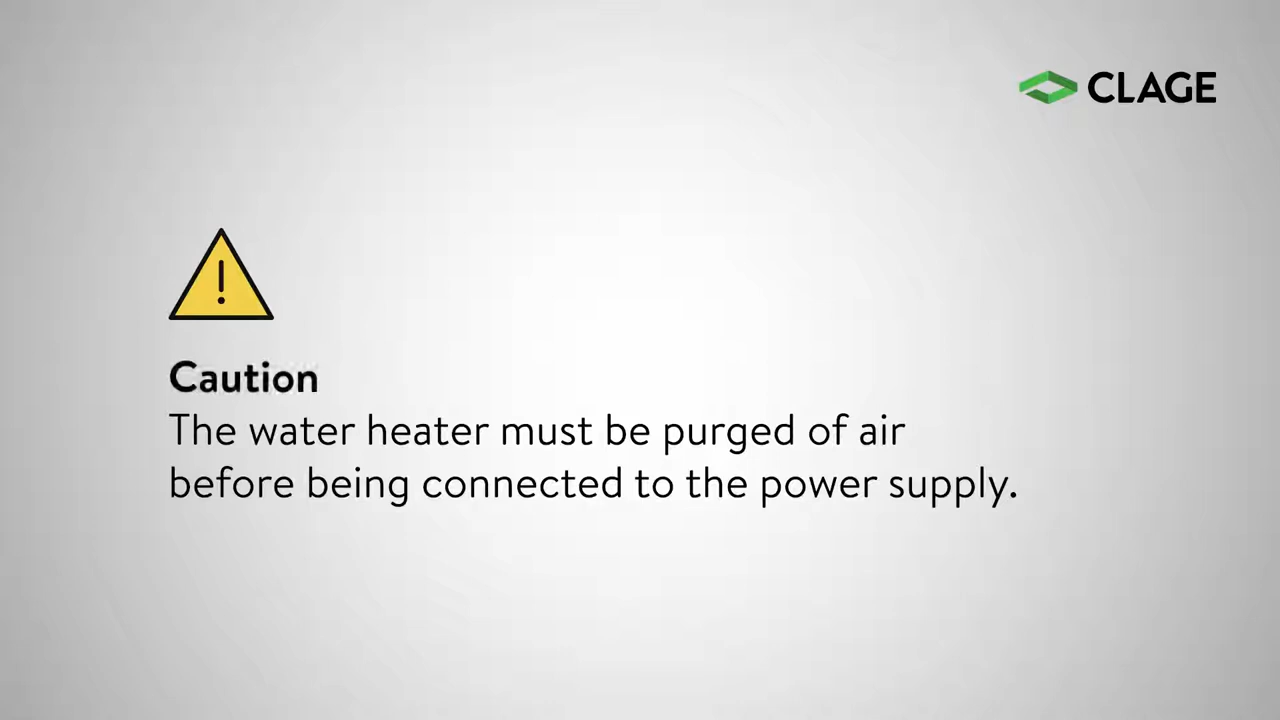 CLAGE
Caution
The water heater must be purged of air
before being connected to the power supply.